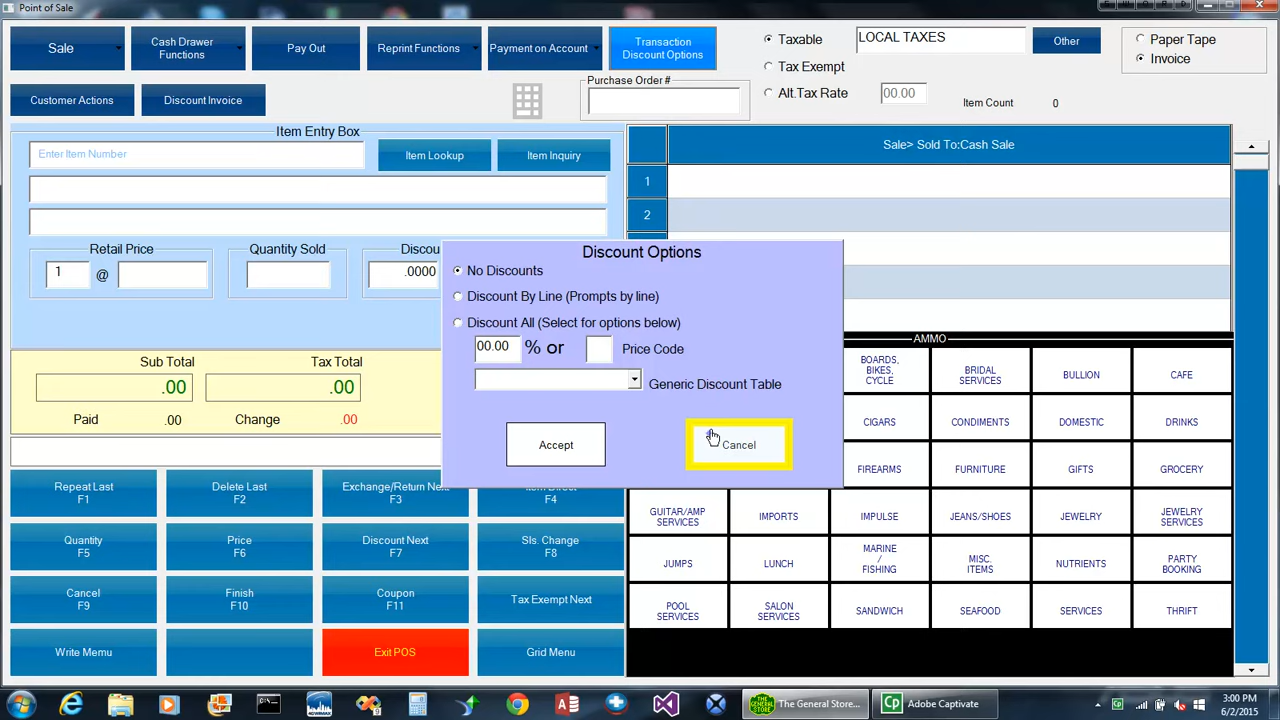 Point of Sale
Sale
Cash Drawer
Functions
Pay Out
Reprint Functions
Payment on Account
Transaction
Discount Options
Taxable
LOCAL TAXES
Other
Paper Tape
Tax Exempt
Invoice
Alt.Tax Rate
00.00
Item Count
0
Customer Actions
Discount Invoice
Purchase Order #
Item Entry Box
Enter Item Number
Item Lookup
Item Inquiry
Sale> Sold To:Cash Sale
1
2
Retail Price
Quantity Sold
Discou
1
@
.0000
Discount Options
No Discounts
Discount By Line (Prompts by line)
Discount All (Select for options below)
00.00
% or
Price Code
Generic Discount Table
Accept
Cancel
Sub Total
Tax Total
.00
.00
Paid
.00
Change
.00
AMMO
BOARDS,
BIKES,
CYCLE
BRIDAL
SERVICES
BULLION
CAFE
CIGARS
CONDIMENTS
DOMESTIC
DRINKS
FIREARMS
FURNITURE
GIFTS
GROCERY
GUITAR/AMP
SERVICES
IMPORTS
IMPULSE
JEANS/SHOES
JEWELRY
JEWELRY
SERVICES
JUMPS
LUNCH
MARINE
/
FISHING
MISC.
ITEMS
NUTRIENTS
PARTY
BOOKING
POOL
SERVICES
SALON
SERVICES
SANDWICH
SEAFOOD
SERVICES
THRIFT
Repeat Last
F1
Delete Last
F2
Exchange/Return Nex
F3
F4
Quantity
F5
Price
F6
Discount Next
F7
Sls. Change
F8
Cancel
F9
Finish
F10
Coupon
F11
Tax Exempt Next
Write Memu
Exit POS
Grid Menu
The General Store...
Adobe Captivate
3:00 PM
6/2/2015